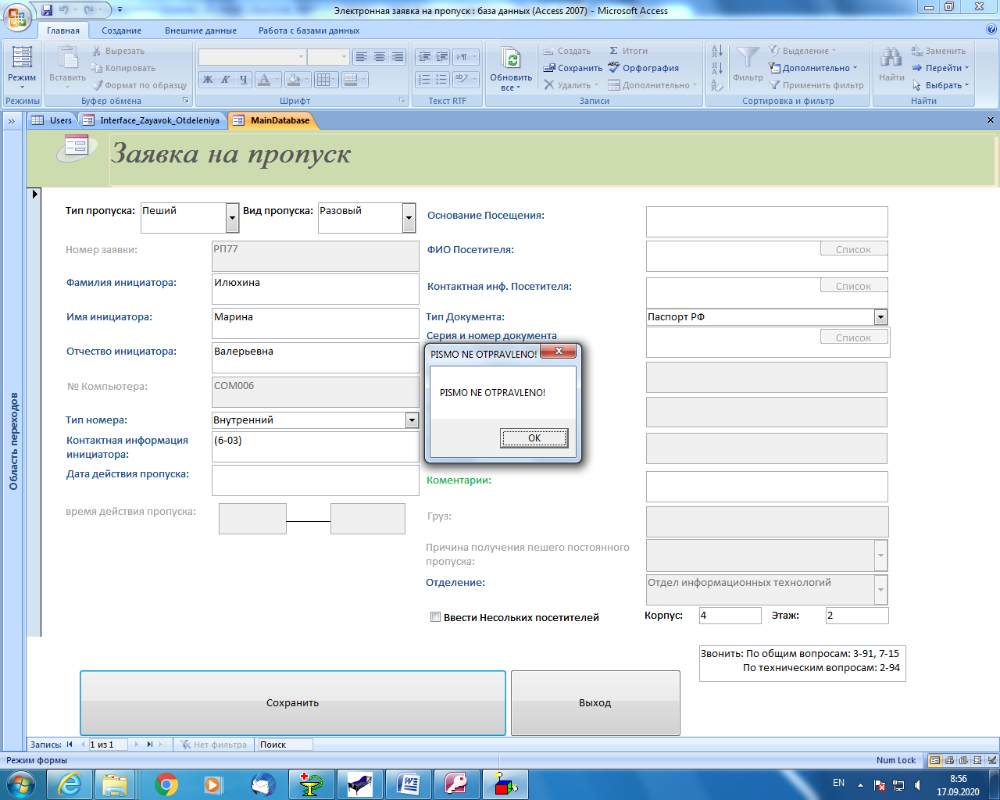 Электронная заявка на пропуск : база данных (Access 2007) - Microsoft Access
Главная Создание Внешние данные Работа с базами данных
Режим Вставить Вырезать
Копировать
Формат по образцу
Ж К Ч
Обновить все
Создать Итоги
Сохранить Орфография
Удалить Дополнительно
Фильтр Выделение
Дополнительно
Применить фильтр
Найти Заменить
Перейти
Выбрать
Режимы Буфер обмена Шрифт Текст RTF Записи Сортировка и фильтр Найти
Users Interface_Zayavok_Otdeleniya MainDatabase
Область переходов
Заявка на пропуск
Тип пропуска: Пеший Вид пропуска: Разовый Основание Посещения:
Номер заявки: РП77 ФИО Посетителя: Список
Фамилия инициатора: Илюхина Контактная инф. Посетителя: Список
Имя инициатора: Марина Тип Документа: Паспорт РФ
Серия и номер документа
Отчество инициатора: Валерьевна Список
№ Компьютера: COM006
Тип номера: Внутренний
Контактная информация инициатора: (6-03)
Дата действия пропуска:
время действия пропуска:
PISMO NE OTPRAVLENO!
PISMO NE OTPRAVLENO!
OK
Коментарии:
Груз:
Причина получения пешего постоянного
пропуска:
Отделение: Отдел информационных технологий
Ввести Несольких посетителей Корпус: 4 Этаж: 2
Звонить: По общим вопросам: 3-91, 7-15
По техническим вопросам: 2-94
Сохранить Выход
Запись: 1 из 1 Нет фильтра Поиск
Режим формы Num Lock
EN 8:56
17.09.2020